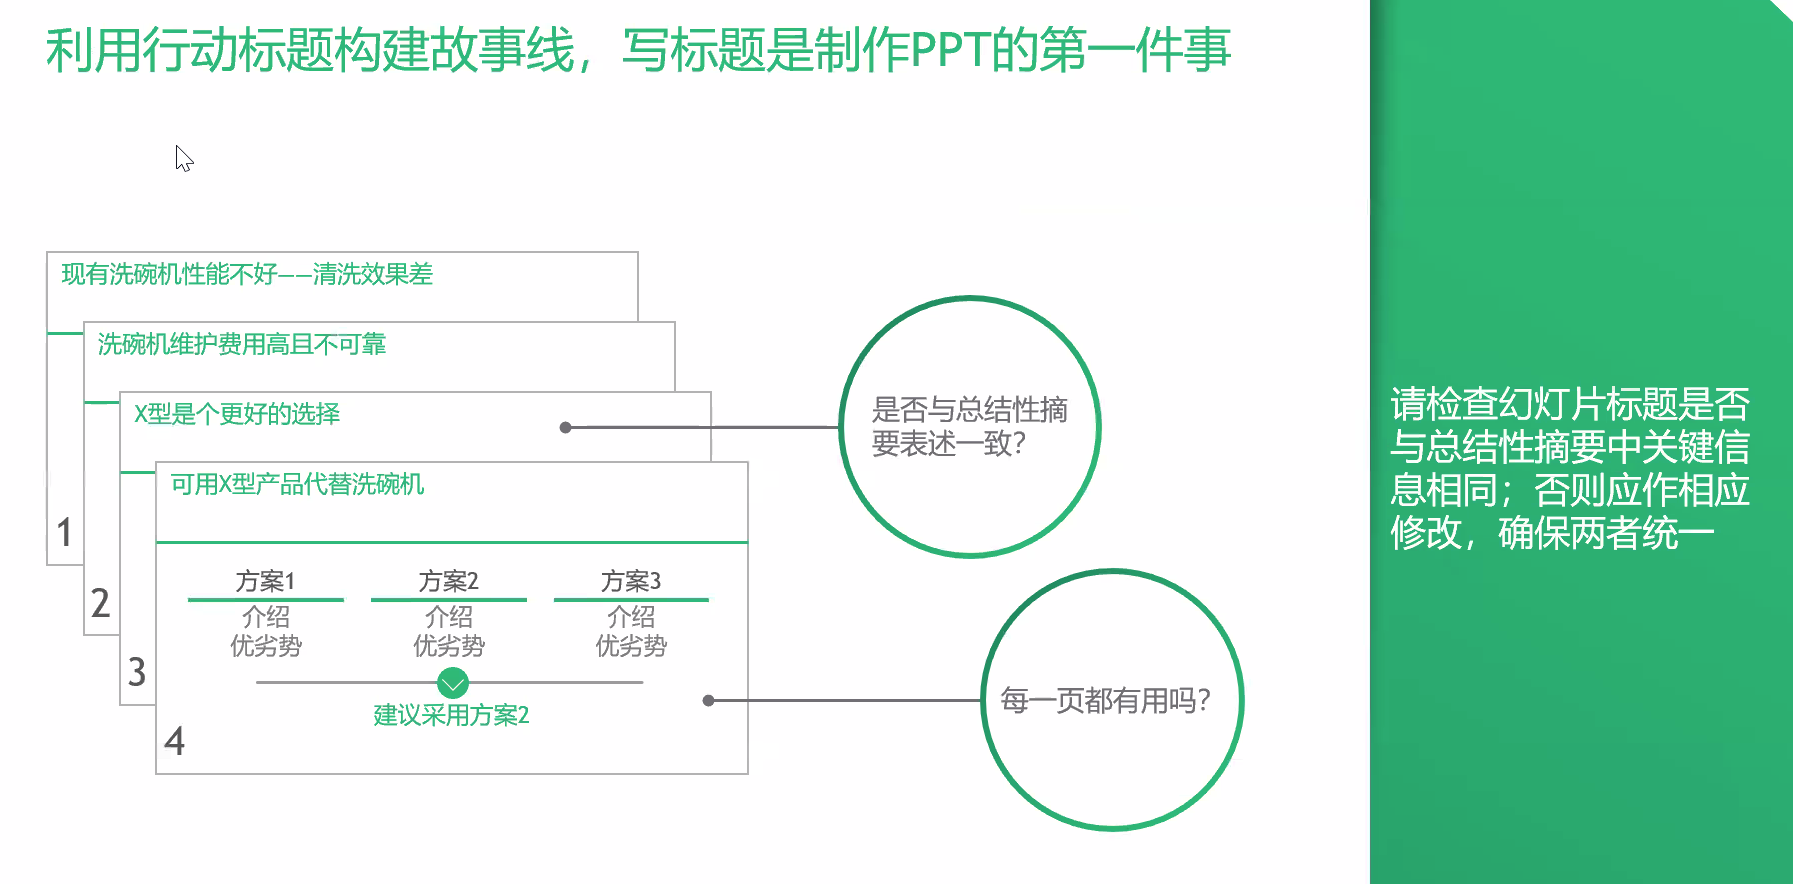 利用行动标题构建故事线，写标题是制作PPT的第一件事
现有洗碗机性能不好——清洗效果差
洗碗机维护费用高且不可靠
X型是个更好的选择
可用X型产品代替洗碗机
1
2
3
4
方案1
介绍
优劣势
方案2
介绍
优劣势
方案3
介绍
优劣势
建议采用方案2
是否与总结性摘
要表述一致？
每一页都有用吗？
请检查幻灯片标题是否
与总结性摘要中关键信
息相同；否则应作相应
修改，确保两者统一